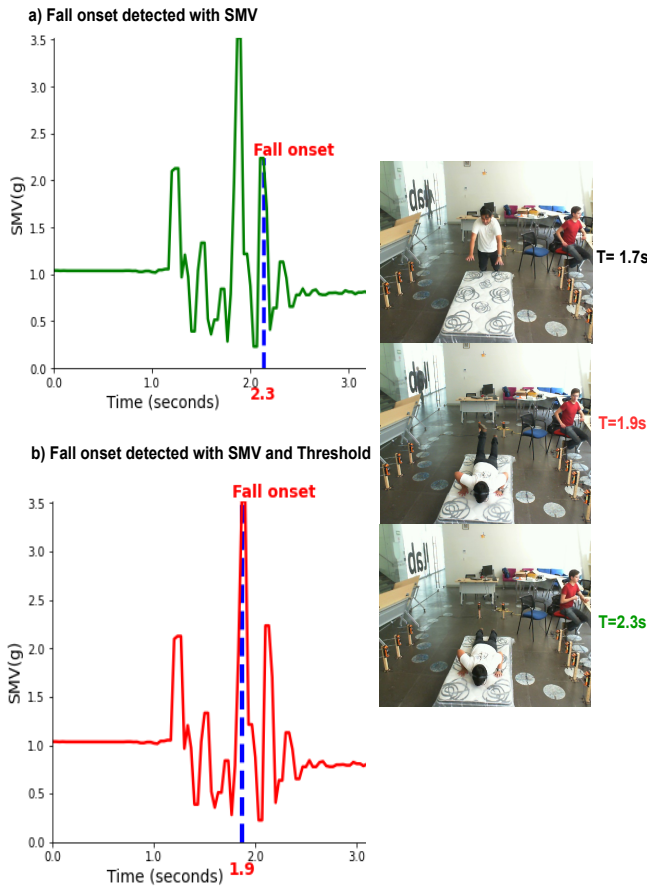 a) Fall onset detected with SMV
3.5
3.0
2.5
2.0
1.5
1.0
0.5
0.0
SMV(g)
Fall onset
0.0
1.0
2.0
3.0
2.3
Time (seconds)
T= 1.7s
T=1.9s
T=2.3s
b) Fall onset detected with SMV and Threshold
3.5
3.0
2.5
2.0
1.5
1.0
0.5
0.0
SMV(g)
Fall onset
0.0
1.0
2.0
3.0
1.9
Time (seconds)